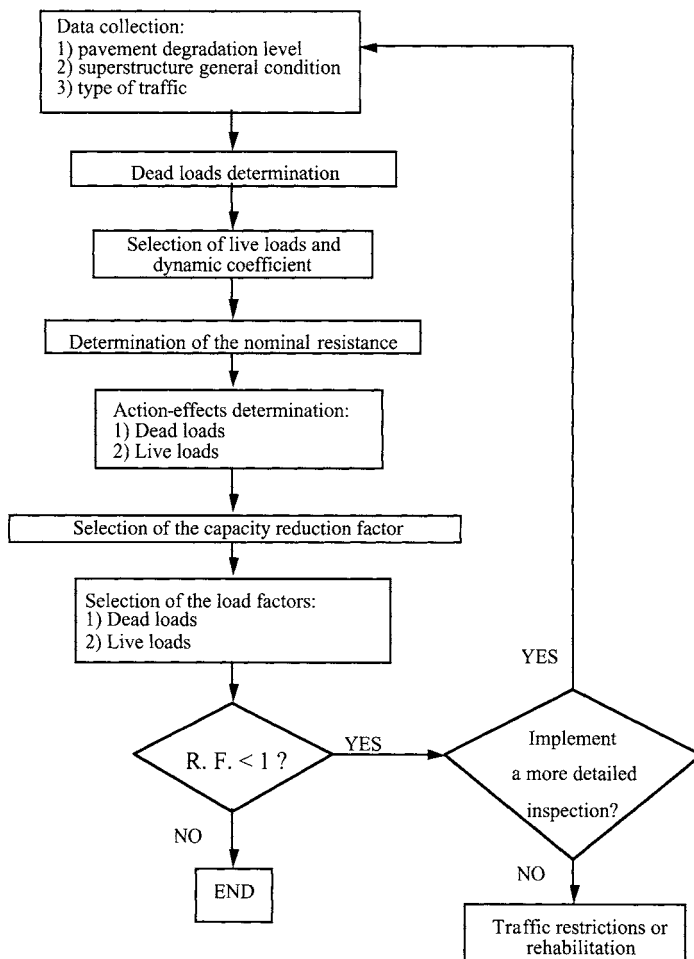 Data collection:
1) pavement degradation level
2) superstructure general condition
3) type of traffic
Dead loads determination
Selection of live loads and
dynamic coefficient
Determination of the nominal resistance
Action-effects determination:
1) Dead loads
2) Live loads
Selection of the capacity reduction factor
Selection of the load factors:
1) Dead loads
2) Live loads
R. F. < 1 ?
YES
NO
END
Implement
a more detailed
inspection?
YES
NO
Traffic restrictions or
rehabilitation